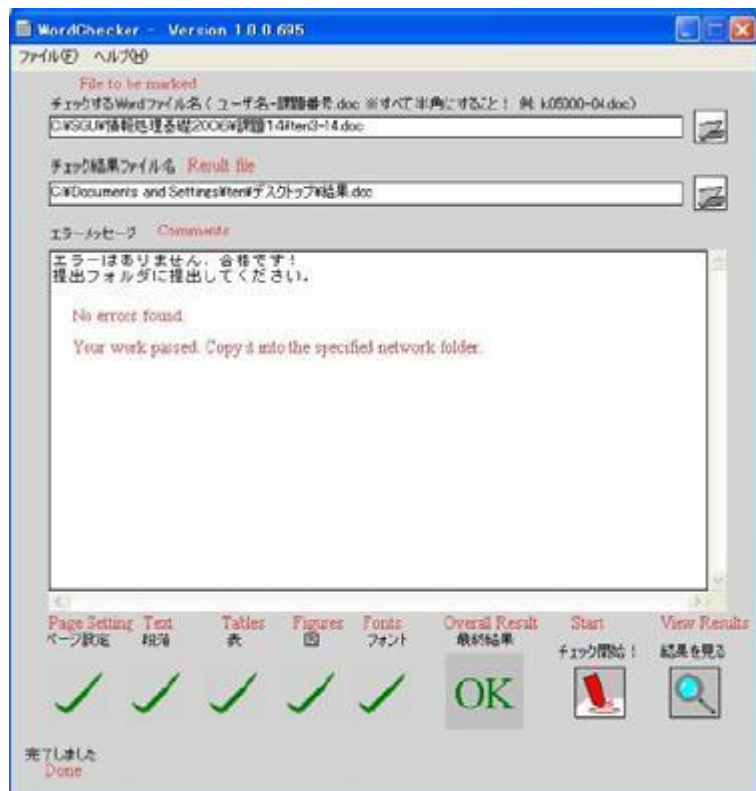 WordChecker - Version 1.0.0.695
ファイル(F) ヘルプ(H)
File to be marked
チェックするWordファイル名(ユーザ名-課題番号.doc ※すべて半角にすること! 例: k05000-04.doc)
C:¥SGU¥情報処理基礎2006¥課題14¥ten3-14.doc
チェック結果ファイル名 Result file
C:¥Documents and Settings¥ten¥デスクトップ¥結果.doc
エラーメッセージ Comments
エラーはありません、合格です!
提出フォルダに提出してください。
No errors found.
Your work passed. Copy it into the specified network folder.
Page Setting Text Tables Figures Fonts Overall Result Start View Results
ページ設定 段落 表 図 フォント 最終結果 チェック開始! 結果を見る
OK
完了しました
Done